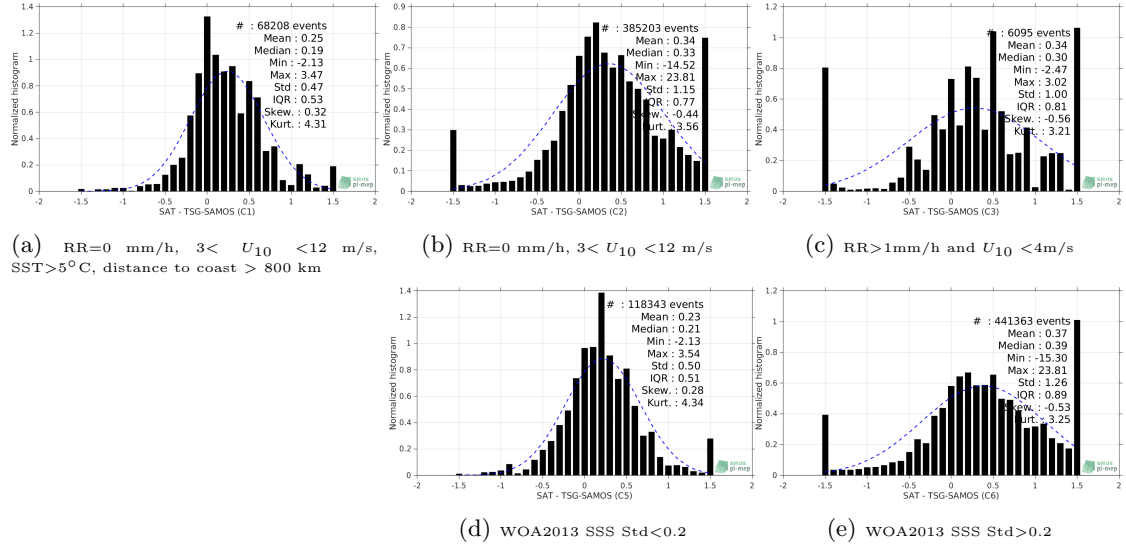 1.4
1.2
1
0.8
0.6
0.4
0.2
0
Normalized histogram
-2
-1.5
-1
-0.5
0
0.5
1
1.5
2
SAT - TSG-SAMOS (C1)
# : 68208 events
Mean : 0.25
Median : 0.19
Min : -2.13
Max : 3.47
Std : 0.47
IQR : 0.53
Skew. : 0.32
Kurt. : 4.31
smos
pi-mep
(a) RR=0 mm/h, 3< U10 <12 m/s,
SST>5°C, distance to coast > 800 km
0.9
0.8
0.7
0.6
0.5
0.4
0.3
0.2
0.1
0
Normalized histogram
-2
-1.5
-1
-0.5
0
0.5
1
1.5
2
SAT - TSG-SAMOS (C2)
# : 385203 events
Mean : 0.34
Median : 0.33
Min : -14.52
Max : 23.81
Std : 1.15
IQR : 0.77
Skew. : -0.44
Kurt. : 3.56
smos
pi-mep
(b) RR=0 mm/h, 3< U10 <12 m/s
1.2
1
0.8
0.6
0.4
0.2
0
Normalized histogram
-2
-1.5
-1
-0.5
0
0.5
1
1.5
2
SAT - TSG-SAMOS (C3)
# : 6095 events
Mean : 0.34
Median : 0.30
Min : -2.47
Max : 3.02
Std : 1.00
IQR : 0.81
Skew. : -0.56
Kurt. : 3.21
smos
pi-mep
(c) RR>1mm/h and U10 <4m/s
1.4
1.2
1
0.8
0.6
0.4
0.2
0
Normalized histogram
-2
-1.5
-1
-0.5
0
0.5
1
1.5
2
SAT - TSG-SAMOS (C5)
# : 118343 events
Mean : 0.23
Median : 0.21
Min : -2.13
Max : 3.54
Std : 0.50
IQR : 0.51
Skew. : 0.28
Kurt. : 4.34
smos
pi-mep
(d) WOA2013 SSS Std<0.2
1.2
1
0.8
0.6
0.4
0.2
0
Normalized histogram
-2
-1.5
-1
-0.5
0
0.5
1
1.5
2
SAT - TSG-SAMOS (C6)
# : 441363 events
Mean : 0.37
Median : 0.39
Min : -15.30
Max : 23.81
Std : 1.26
IQR : 0.89
Skew. : -0.53
Kurt. : 3.25
smos
pi-mep
(e) WOA2013 SSS Std>0.2